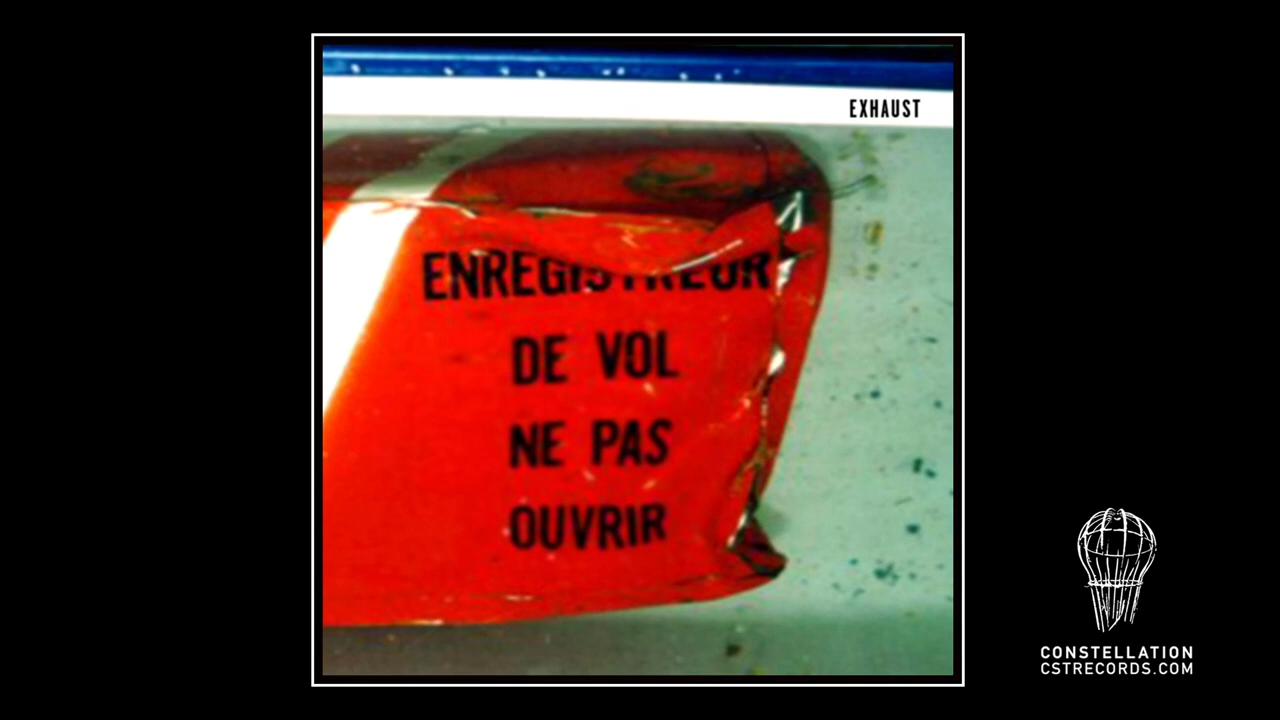 EXHAUST
ENREGISTREUR
DE VOL
NE PAS
OUVRIR
CONSTELLATION
CSTRECORDS.COM